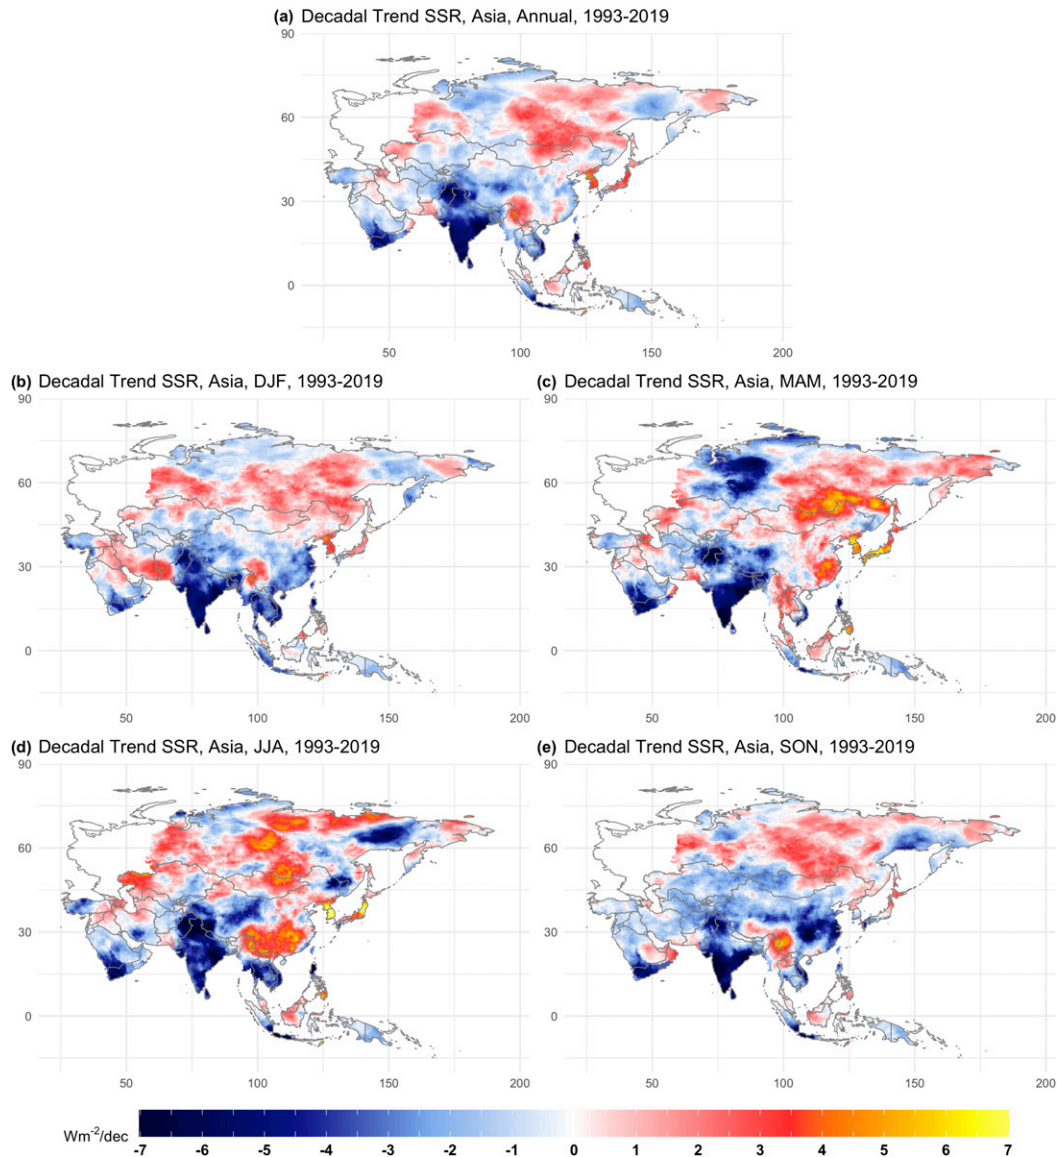 (a) Decadal Trend SSR, Asia, Annual, 1993-2019
90
60
30
0
50 100 150 200
(b) Decadal Trend SSR, Asia, DJF, 1993-2019
90
60
30
0
50 100 150 200
(c) Decadal Trend SSR, Asia, MAM, 1993-2019
90
60
30
0
50 100 150 200
(d) Decadal Trend SSR, Asia, JJA, 1993-2019
90
60
30
0
50 100 150 200
(e) Decadal Trend SSR, Asia, SON, 1993-2019
90
60
30
0
50 100 150 200
Wm⁻²/dec
-7 -6 -5 -4 -3 -2 -1 0 1 2 3 4 5 6 7